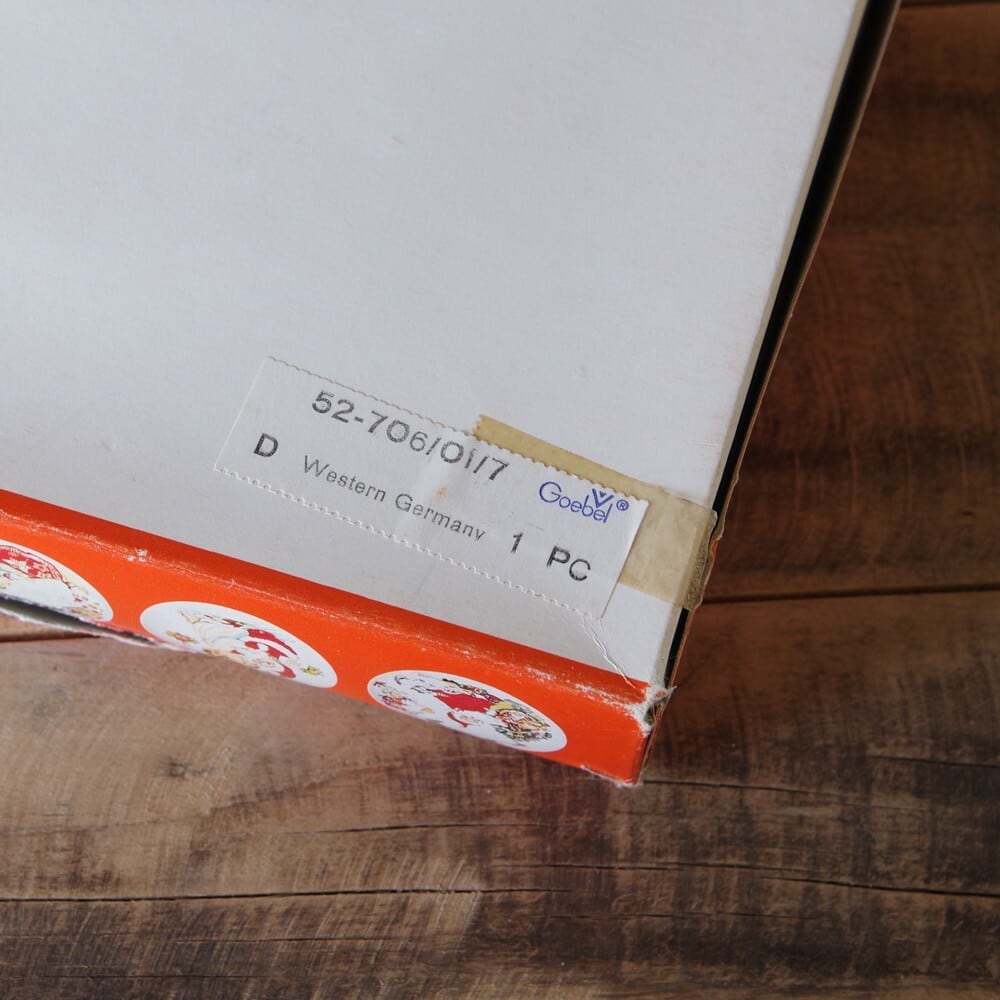 52-706/01/7
D Western Germany 1 PC
Goebel®